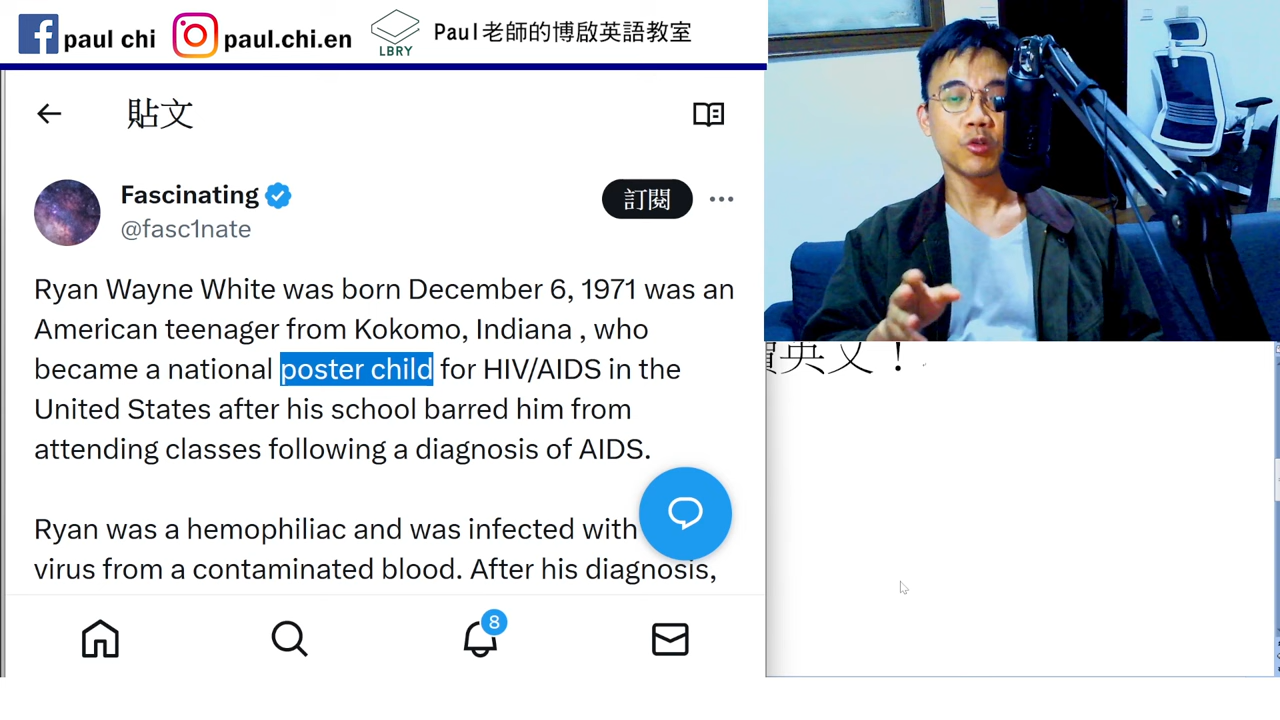 paul chi
paul.chi.en
LBRY
Paul老師的博啟英語教室
貼文
Fascinating
訂閱
@fasc1nate
Ryan Wayne White was born December 6, 1971 was an
American teenager from Kokomo, Indiana , who
became a national poster child for HIV/AIDS in the
United States after his school barred him from
attending classes following a diagnosis of AIDS.
Ryan was a hemophiliac and was infected with
virus from a contaminated blood. After his diagnosis,
8
英文！